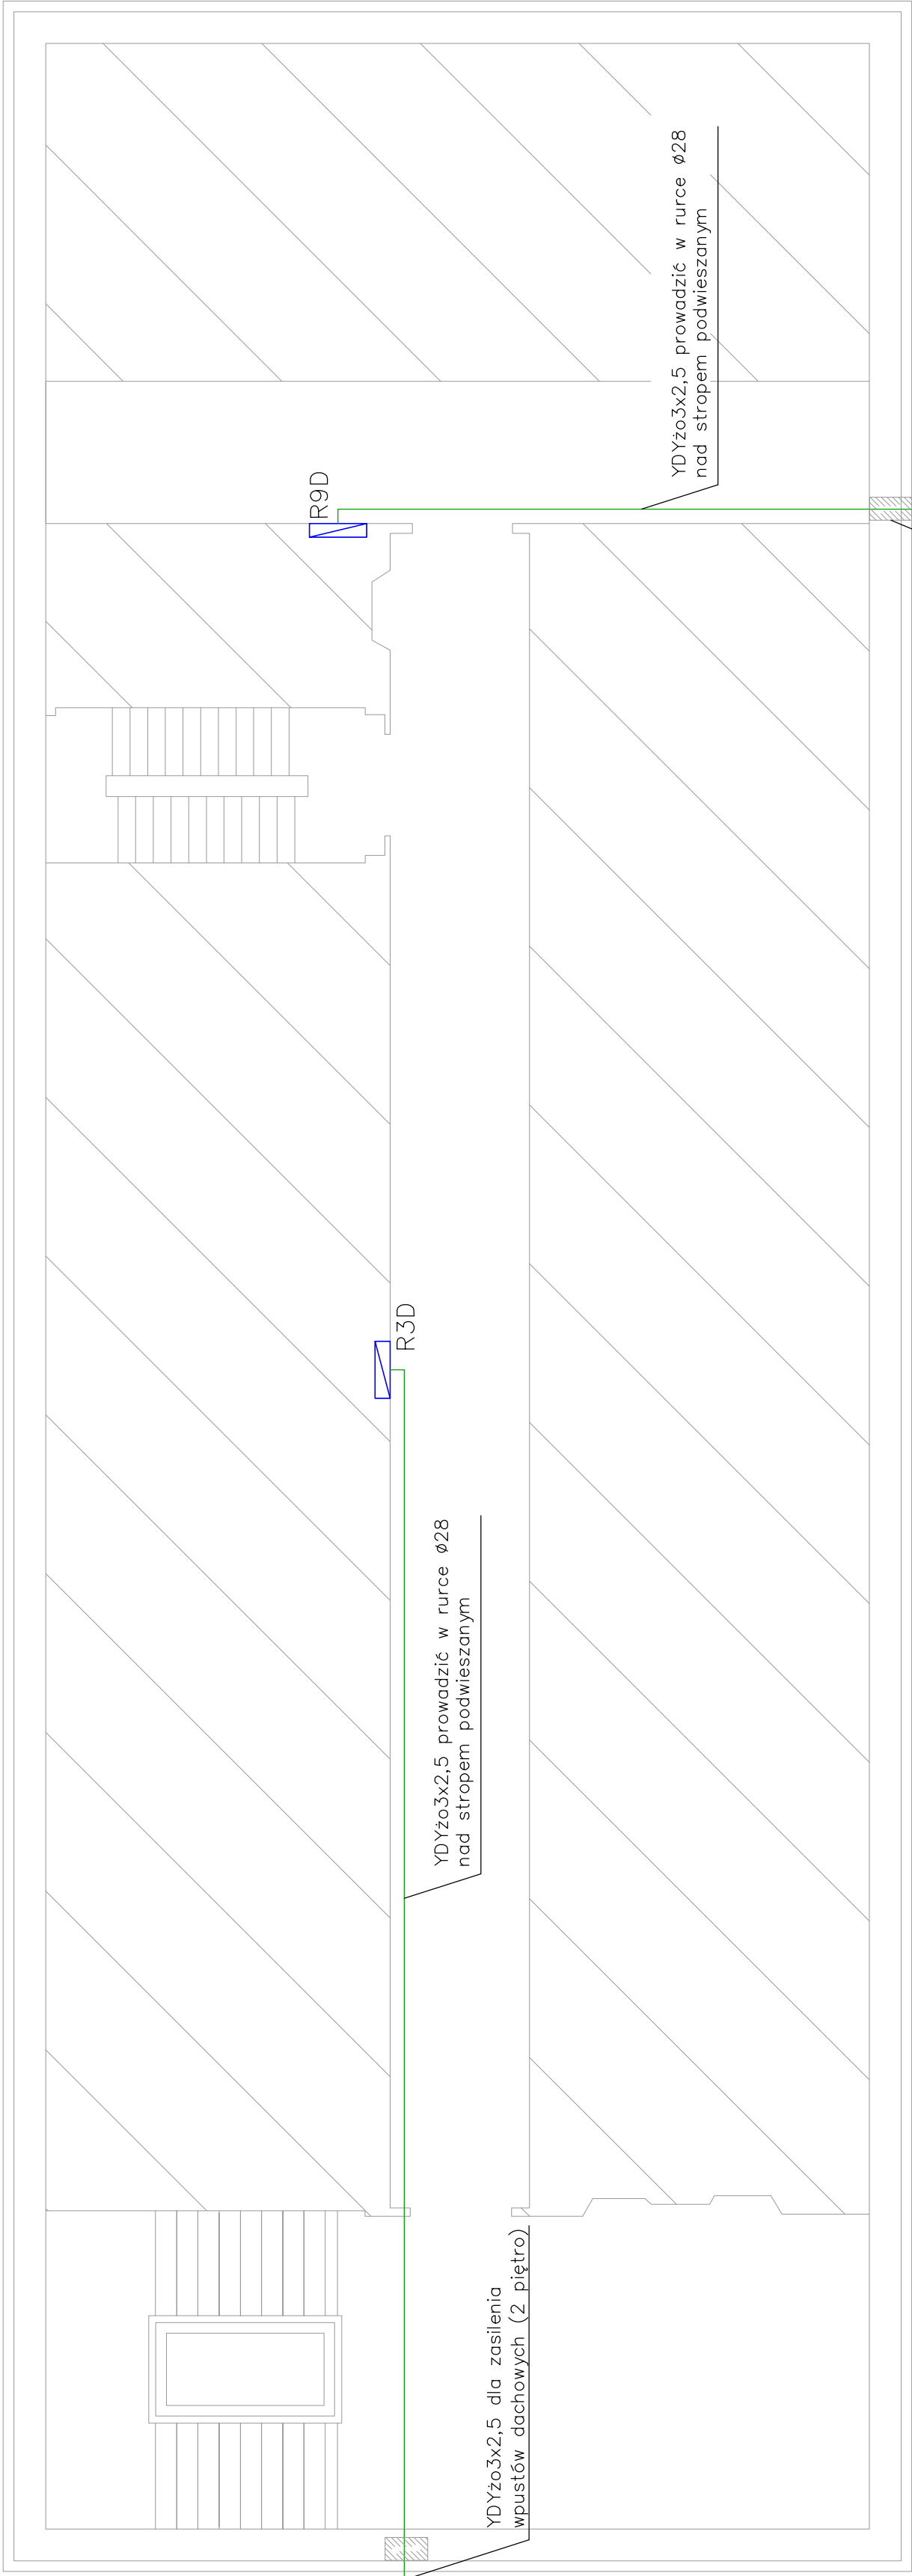 YDYżo3x2,5 prowadzić w rurce ø28
nad stropem podwieszanym
R9D
R3D
YDYżo3x2,5 prowadzić w rurce ø28
nad stropem podwieszanym
YDYżo3x2,5 dla zasilenia
wpustów dachowych (2 piętro)